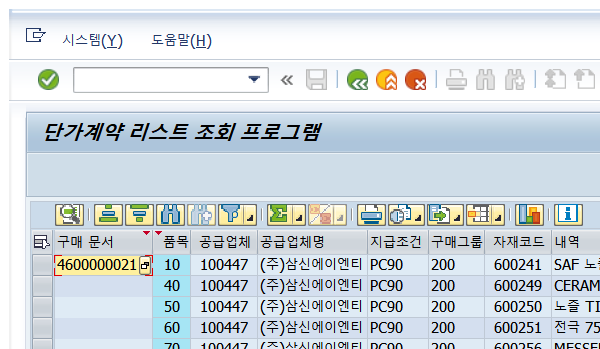 시스템(Y) 도움말(H)
단가계약 리스트 조회 프로그램
구매 문서 품목 공급업체 공급업체명 지급조건 구매그룹 자재코드 내역
4600000021 10 100447 (주)삼신에이엔티 PC90 200 600241 SAF 노즐
40 100447 (주)삼신에이엔티 PC90 200 600249 CERAM
50 100447 (주)삼신에이엔티 PC90 200 600250 노즐 TI
60 100447 (주)삼신에이엔티 PC90 200 600251 전극 75
70 100447 (주)삼신에이엔티 PC90 200 600256 MESSER